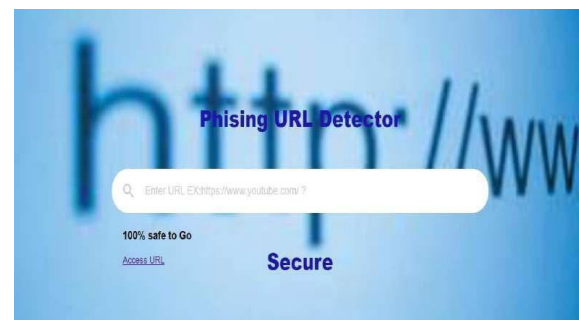 http://ww
Phising URL Detector
Enter URL EX:https://www.youtube.com/ ?
100% safe to Go
Access URL
Secure